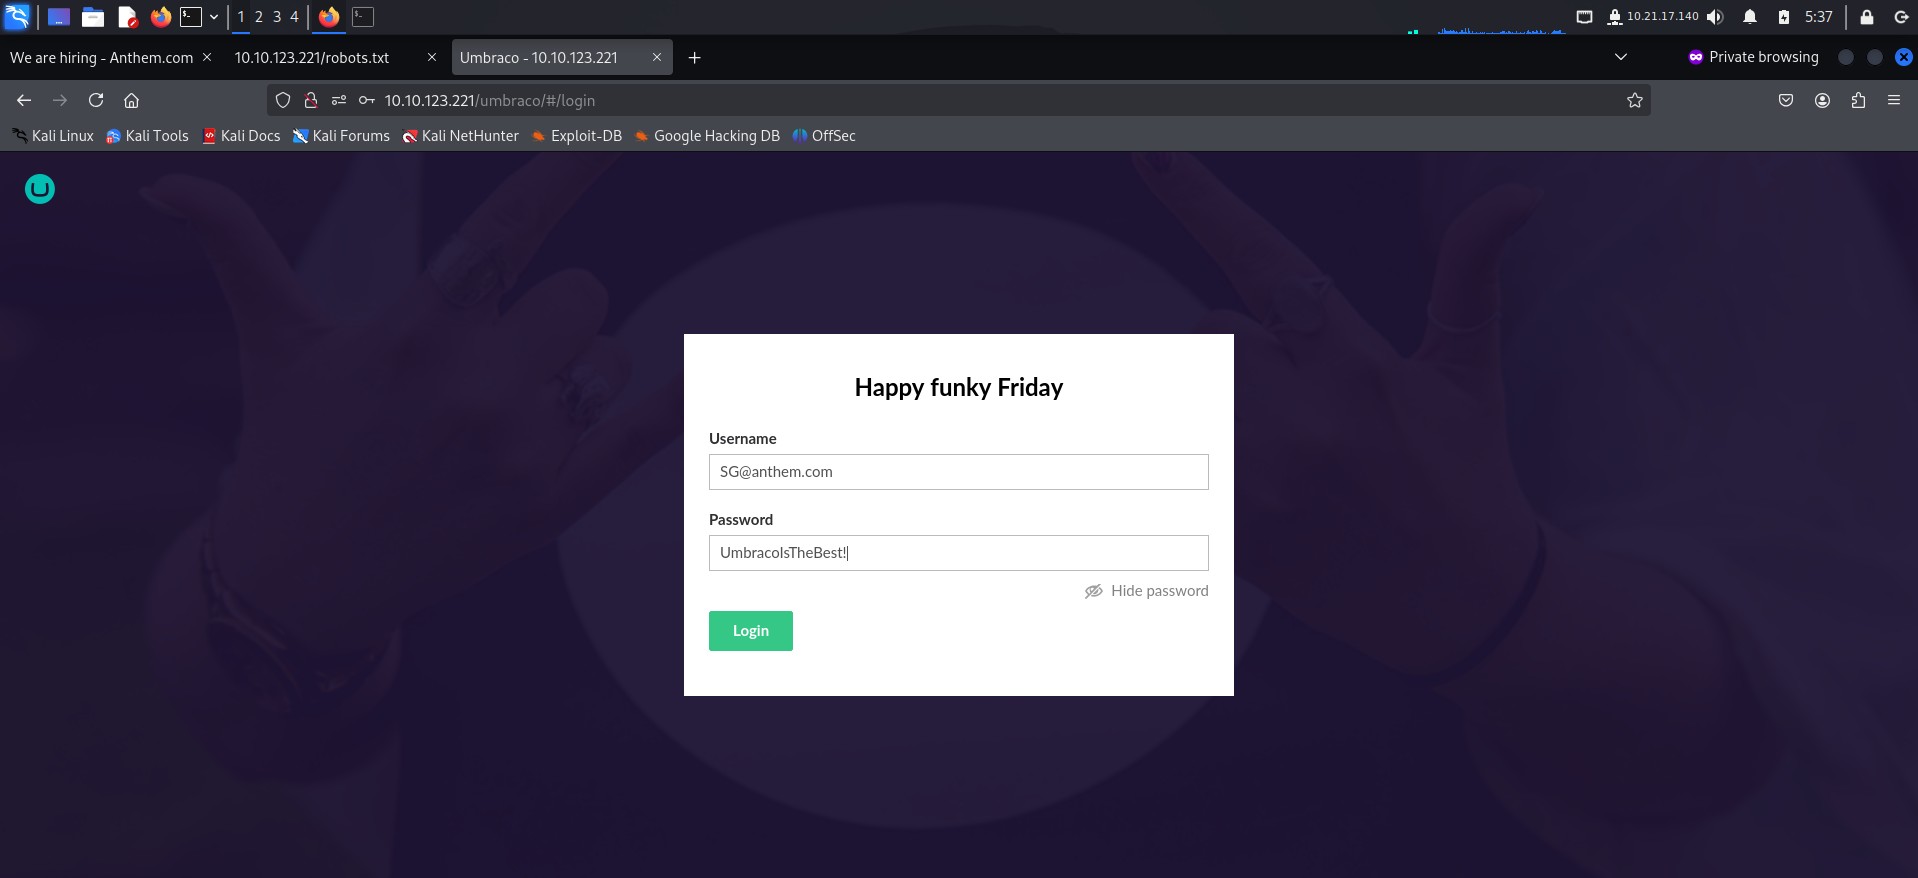 1 2 3 4
10.21.17.140
5:37
We are hiring - Anthem.com
10.10.123.221/robots.txt
Umbraco - 10.10.123.221
Private browsing
10.10.123.221/umbraco/#/login
Kali Linux
Kali Tools
Kali Docs
Kali Forums
Kali NetHunter
Exploit-DB
Google Hacking DB
OffSec
Happy funky Friday
Username
SG@anthem.com
Password
UmbracoIsTheBest!
Hide password
Login